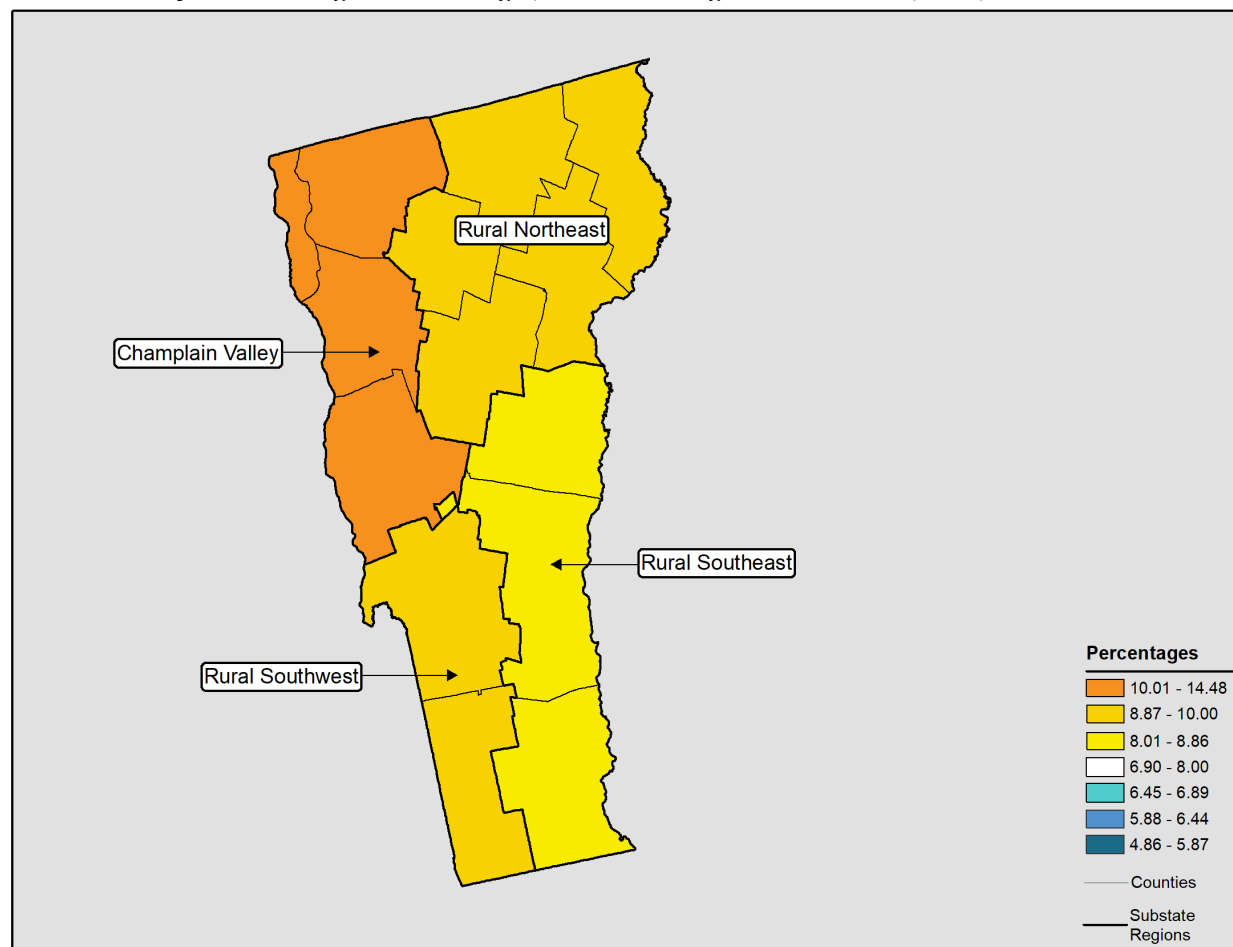 Rural Northeast
Champlain Valley
Rural Southeast
Rural Southwest
Percentages
10.01 - 14.48
8.87 - 10.00
8.01 - 8.86
6.90 - 8.00
6.45 - 6.89
5.88 - 6.44
4.86 - 5.87
Counties
Substate
Regions